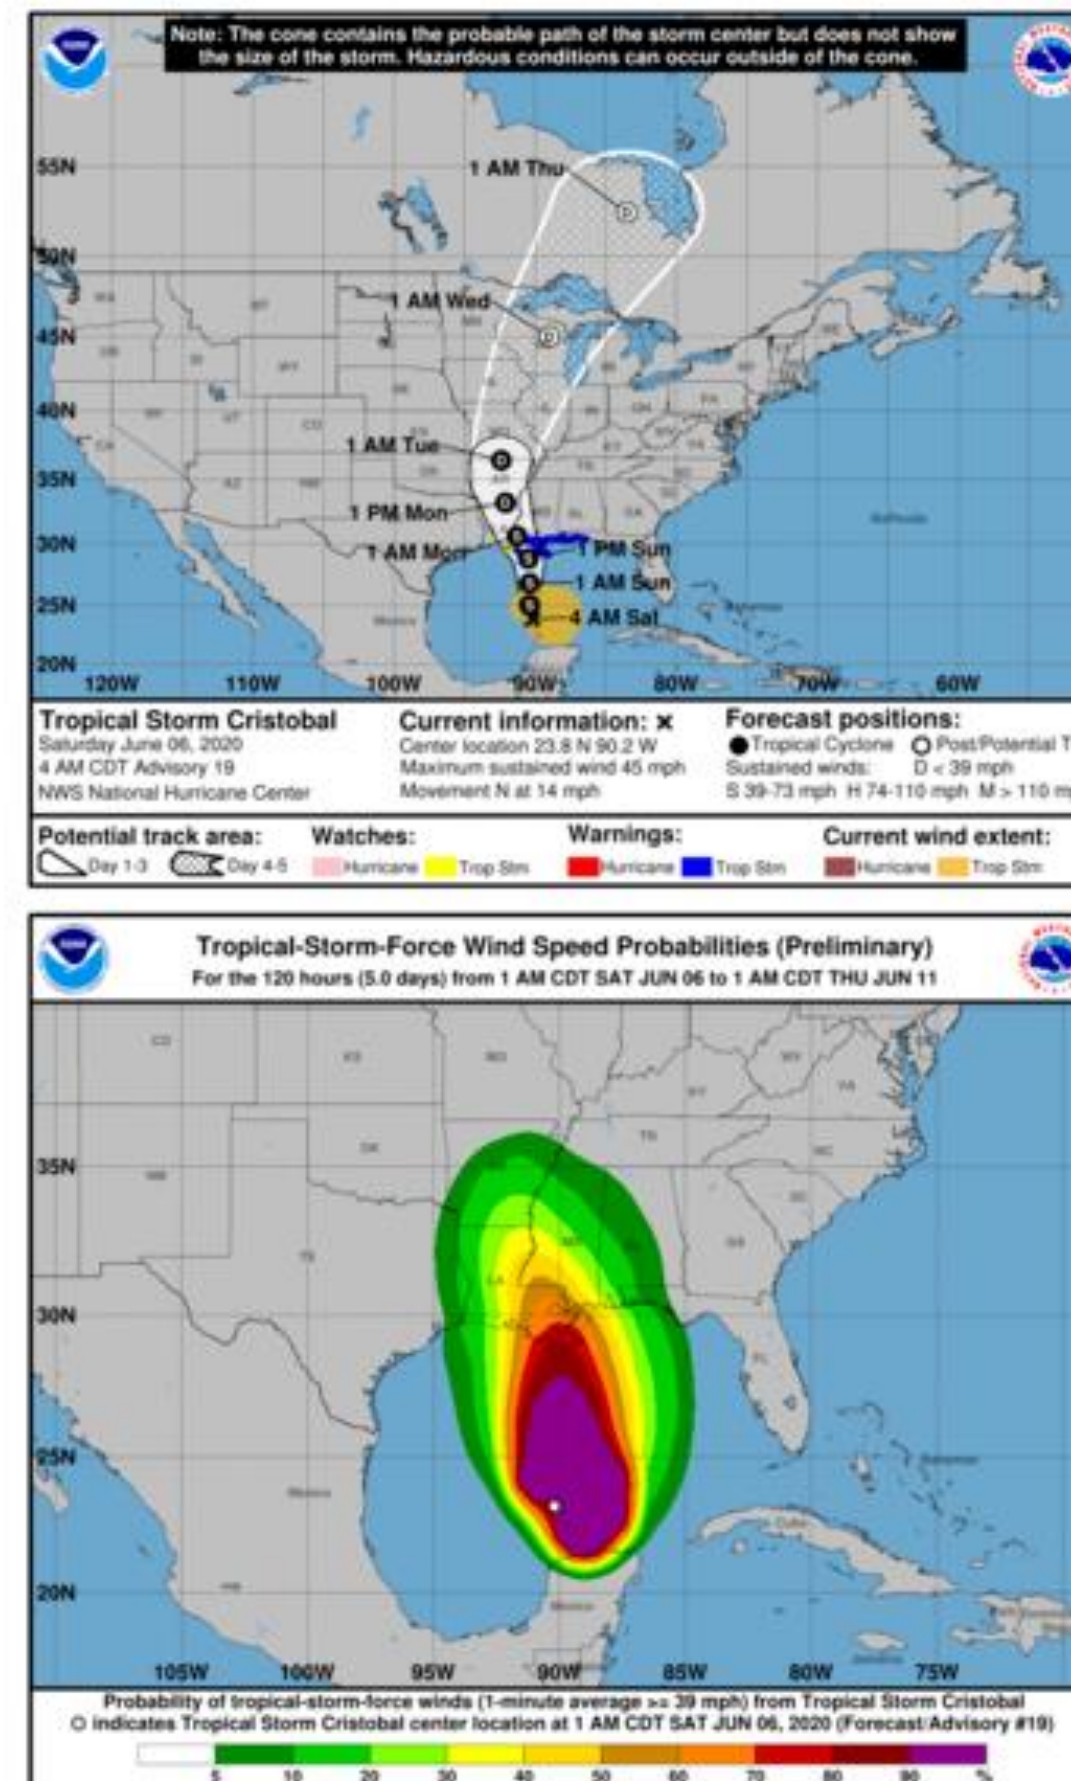 Note: The cone contains the probable path of the storm center but does not show
the size of the storm. Hazardous conditions can occur outside of the cone.
55N
1 AM Thu
50N
1 AM Wed
45N
40N
1 AM Tue
35N
1 PM Mon
30N
1 AM Mon
1 PM Sun
1 AM Sun
25N
4 AM Sat
Mexico
20N
120W 110W 100W 90W 80W 70W 60W
Tropical Storm Cristobal
Saturday June 06, 2020
4 AM CDT Advisory 19
NWS National Hurricane Center
Current information: x
Center location 23.8 N 90.2 W
Maximum sustained wind 45 mph
Movement N at 14 mph
Forecast positions:
Tropical Cyclone Post/Potential T
Sustained winds: D < 39 mph
S 39-73 mph H 74-110 mph M > 110 mp
Potential track area:
Day 1-3 Day 4-5
Watches:
Hurricane Trop Stm
Warnings:
Hurricane Trop Stm
Current wind extent:
Hurricane Trop Stm
Tropical-Storm-Force Wind Speed Probabilities (Preliminary)
For the 120 hours (5.0 days) from 1 AM CDT SAT JUN 06 to 1 AM CDT THU JUN 11
35N
30N
25N
Mexico
Cuba
20N
Mexico
105W 100W 95W 90W 85W 80W 75W
Probability of tropical-storm-force winds (1-minute average >= 39 mph) from Tropical Storm Cristobal
indicates Tropical Storm Cristobal center location at 1 AM CDT SAT JUN 06, 2020 (Forecast/Advisory #19)
5 10 20 30 40 50 60 70 80 90 %